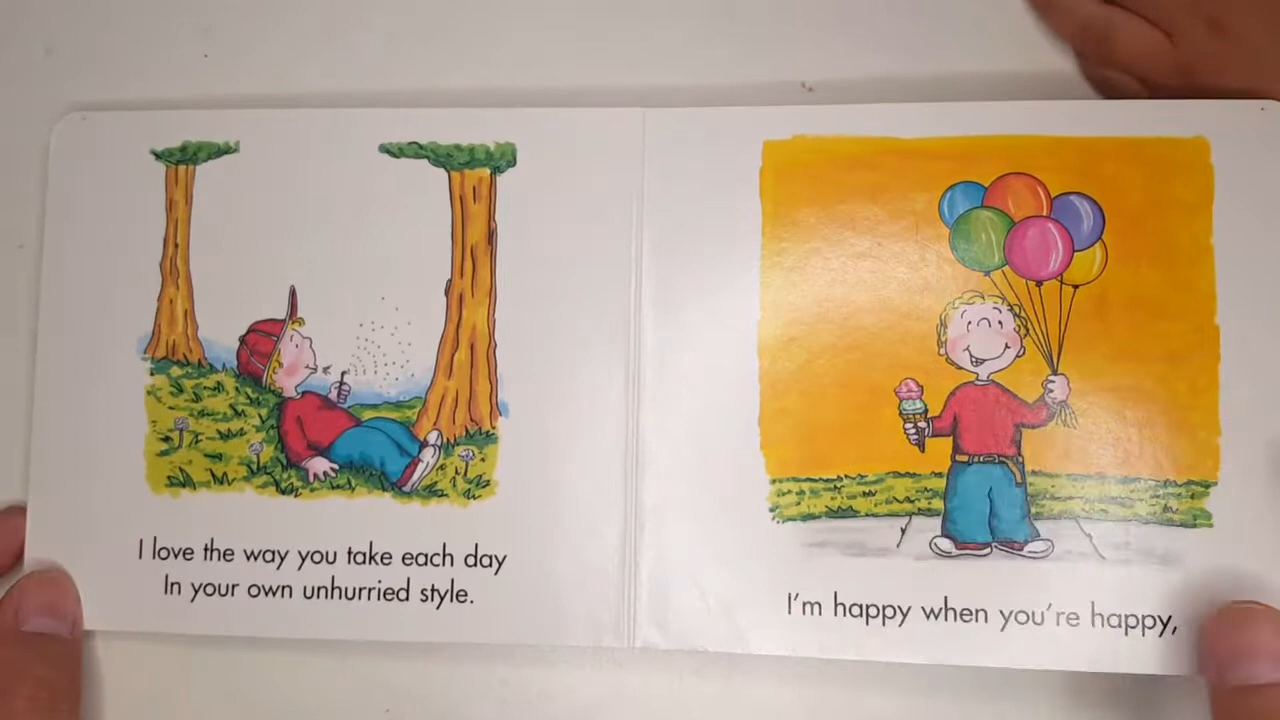 I love the way you take each day
In your own unhurried style.
I'm happy when you're happy,